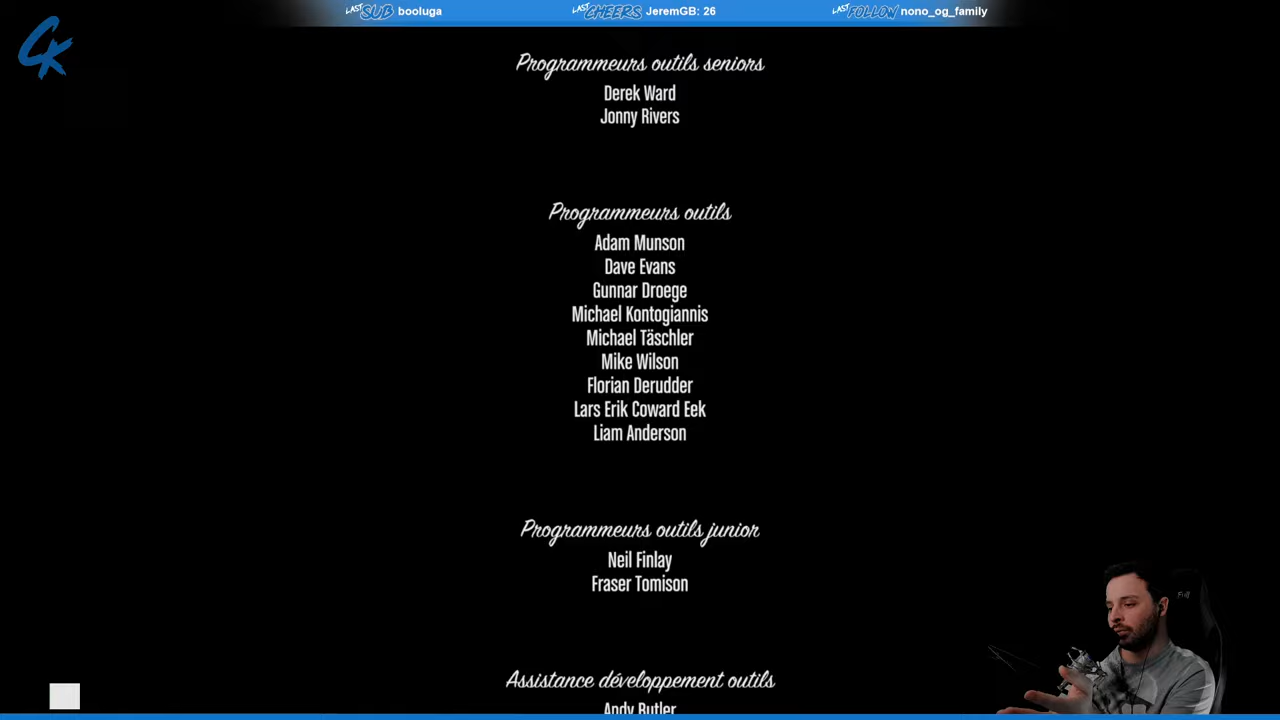 LAST SUB booluga
LAST CHEERS JeremGB: 26
LAST FOLLOW nono_og_family
CK
Programmeurs outils seniors
Derek Ward
Jonny Rivers
Programmeurs outils
Adam Munson
Dave Evans
Gunnar Droege
Michael Kontogiannis
Michael Täschler
Mike Wilson
Florian Derudder
Lars Erik Coward Eek
Liam Anderson
Programmeurs outils junior
Neil Finlay
Fraser Tomison
Assistance développement outils
Andy Butler